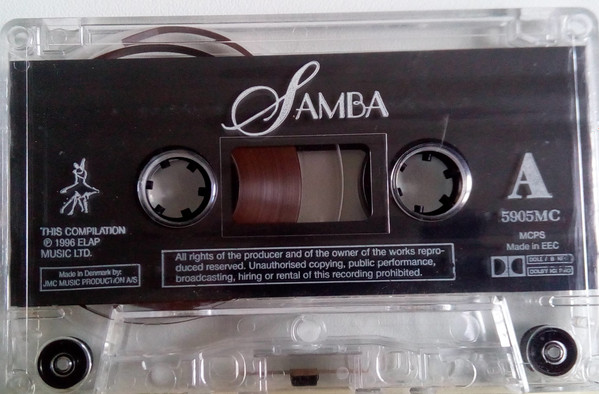 SAMBA
A
5905MC
THIS COMPILATION
℗ 1996 ELAP
MUSIC LTD.
MCPS
Made in EEC
Made in Denmark by:
JMC MUSIC PRODUCTION A/S
All rights of the producer and of the owner of the works repro-
duced reserved. Unauthorised copying, public performance,
broadcasting, hiring or rental of this recording prohibited.
DOLBY